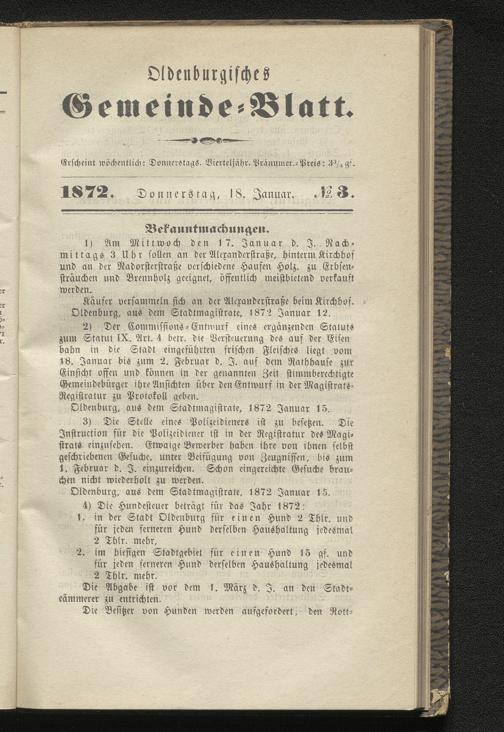 Oldenburgisches
Gemeinde-Blatt.
Erscheint wöchentlich: Donnerstags. Vierteljähr. Pränumer.-Preis: 3¾ gs.
1872. Donnerstag, 18. Januar. № 3.
Bekanntmachungen.
1) Am Mittwoch den 17. Januar d. J. Nach-
mittags 3 Uhr sollen an der Alexanderstraße, hinterm Kirchhof
und an der Nadorsterstraße verschiedene Haufen Holz, zu Erbsen-
sträuchen und Brennholz geeignet, öffentlich meistbietend verkauft
werden.
Käufer versammeln sich an der Alexanderstraße beim Kirchhof.
Oldenburg, aus dem Stadtmagistrate, 1872 Januar 12.
2) Der Commissions-Entwurf eines ergänzenden Statuts
zum Statut IX. Art. 4 betr. die Versteuerung des auf der Eisen
bahn in die Stadt eingeführten frischen Fleisches liegt vom
18. Januar bis zum 2. Februar d. J. auf dem Rathhause zur
Einsicht offen und können in der genannten Zeit stimmberechtigte
Gemeindebürger ihre Ansichten über den Entwurf in der Magistrats-
Registratur zu Protokoll geben.
Oldenburg, aus dem Stadtmagistrate, 1872 Januar 15.
3) Die Stelle eines Polizeidieners ist zu besetzen. Die
Instruction für die Polizeidiener ist in der Registratur des Magi-
strats einzusehen. Etwaige Bewerber haben ihre von ihnen selbst
geschriebenen Gesuche, unter Beifügung von Zeugnissen, bis zum
1. Februar d. J. einzureichen. Schon eingereichte Gesuche brau-
chen nicht wiederholt zu werden.
Oldenburg, aus dem Stadtmagistrate, 1872 Januar 15.
4) Die Hundesteuer beträgt für das Jahr 1872:
1. in der Stadt Oldenburg für einen Hund 2 Thlr. und
für jeden ferneren Hund derselben Haushaltung jedesmal
2 Thlr. mehr,
2. im hiesigen Stadtgebiet für einen Hund 15 gs. und
für jeden ferneren Hund derselben Haushaltung jedesmal
2 Thlr. mehr.
Die Abgabe ist vor dem 1. März d. J. an den Stadt-
cämmerer zu entrichten.
Die Besitzer von Hunden werden aufgefordert, den Rott-